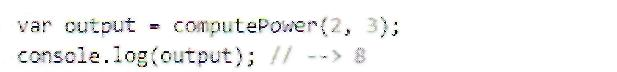 var output = computePower(2, 3);
console.log(output); // --> 8